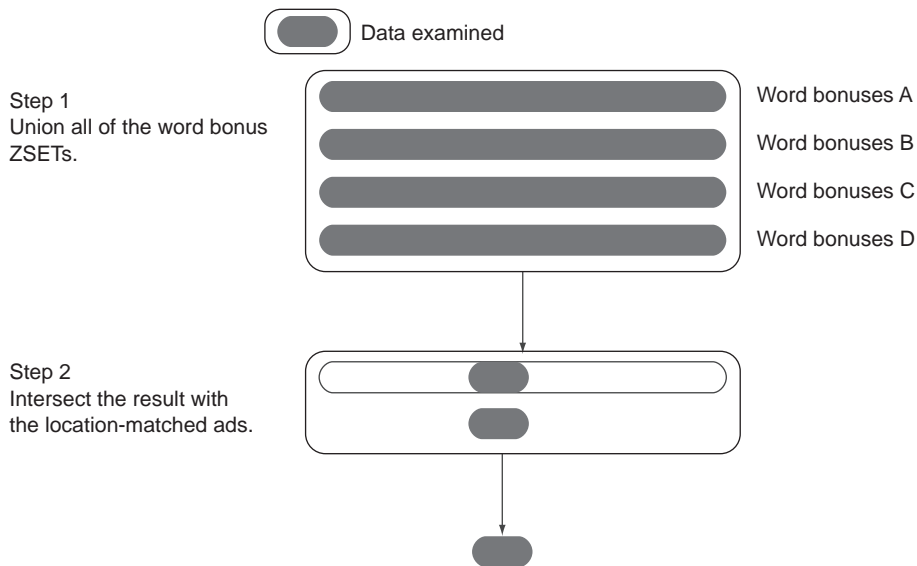 Data examined
Step 1
Union all of the word bonus
ZSETs.
Word bonuses A
Word bonuses B
Word bonuses C
Word bonuses D
Step 2
Intersect the result with
the location-matched ads.